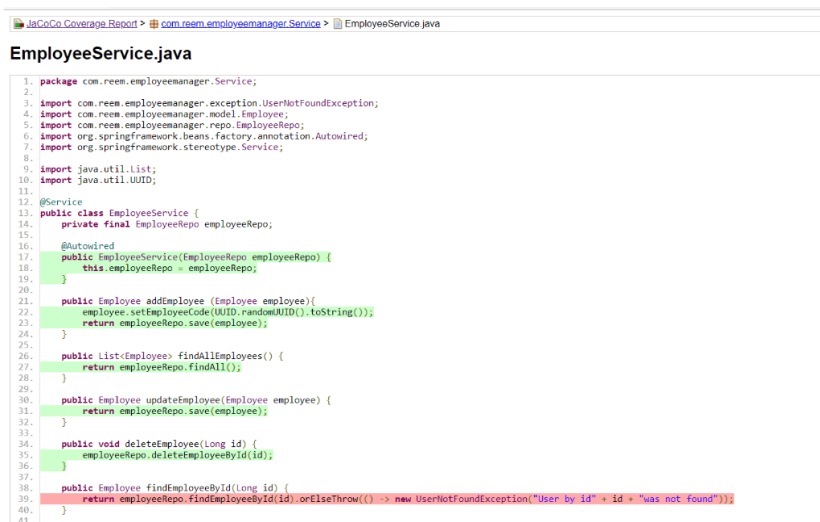 JaCoCo Coverage Report > com.reem.employeemanager.Service > EmployeeService.java
EmployeeService.java
1. package com.reem.employeemanager.Service;
2.
3. import com.reem.employeemanager.exception.UserNotFoundException;
4. import com.reem.employeemanager.model.Employee;
5. import com.reem.employeemanager.repo.EmployeeRepo;
6. import org.springframework.beans.factory.annotation.Autowired;
7. import org.springframework.stereotype.Service;
8.
9. import java.util.List;
10. import java.util.UUID;
11.
12. @Service
13. public class EmployeeService {
14.     private final EmployeeRepo employeeRepo;
15.
16.     @Autowired
17.     public EmployeeService(EmployeeRepo employeeRepo) {
18.         this.employeeRepo = employeeRepo;
19.     }
20.
21.     public Employee addEmployee (Employee employee){
22.         employee.setEmployeeCode(UUID.randomUUID().toString());
23.         return employeeRepo.save(employee);
24.     }
25.
26.     public List<Employee> findAllEmployees() {
27.         return employeeRepo.findAll();
28.     }
29.
30.     public Employee updateEmployee(Employee employee) {
31.         return employeeRepo.save(employee);
32.     }
33.
34.     public void deleteEmployee(Long id) {
35.         employeeRepo.deleteEmployeeById(id);
36.     }
37.
38.     public Employee findEmployeeById(Long id) {
39.         return employeeRepo.findEmployeeById(id).orElseThrow(() -> new UserNotFoundException("User by id" + id + "was not found"));
40.     }
41.